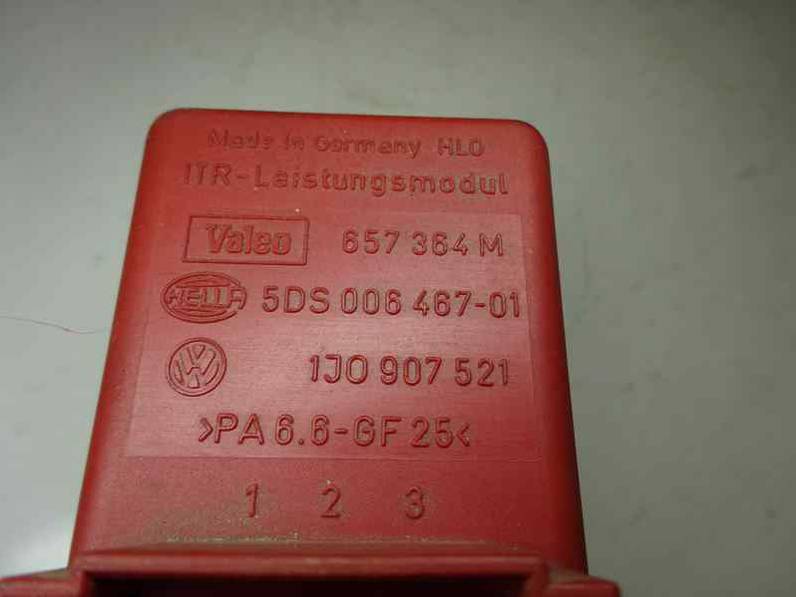 Made in Germany HLO
ITR-Leistungsmodul
Valeo 657 364 M
HELLA 5DS 006 467-01
VW 1J0 907 521
>PA 6.6-GF 25<
1 2 3